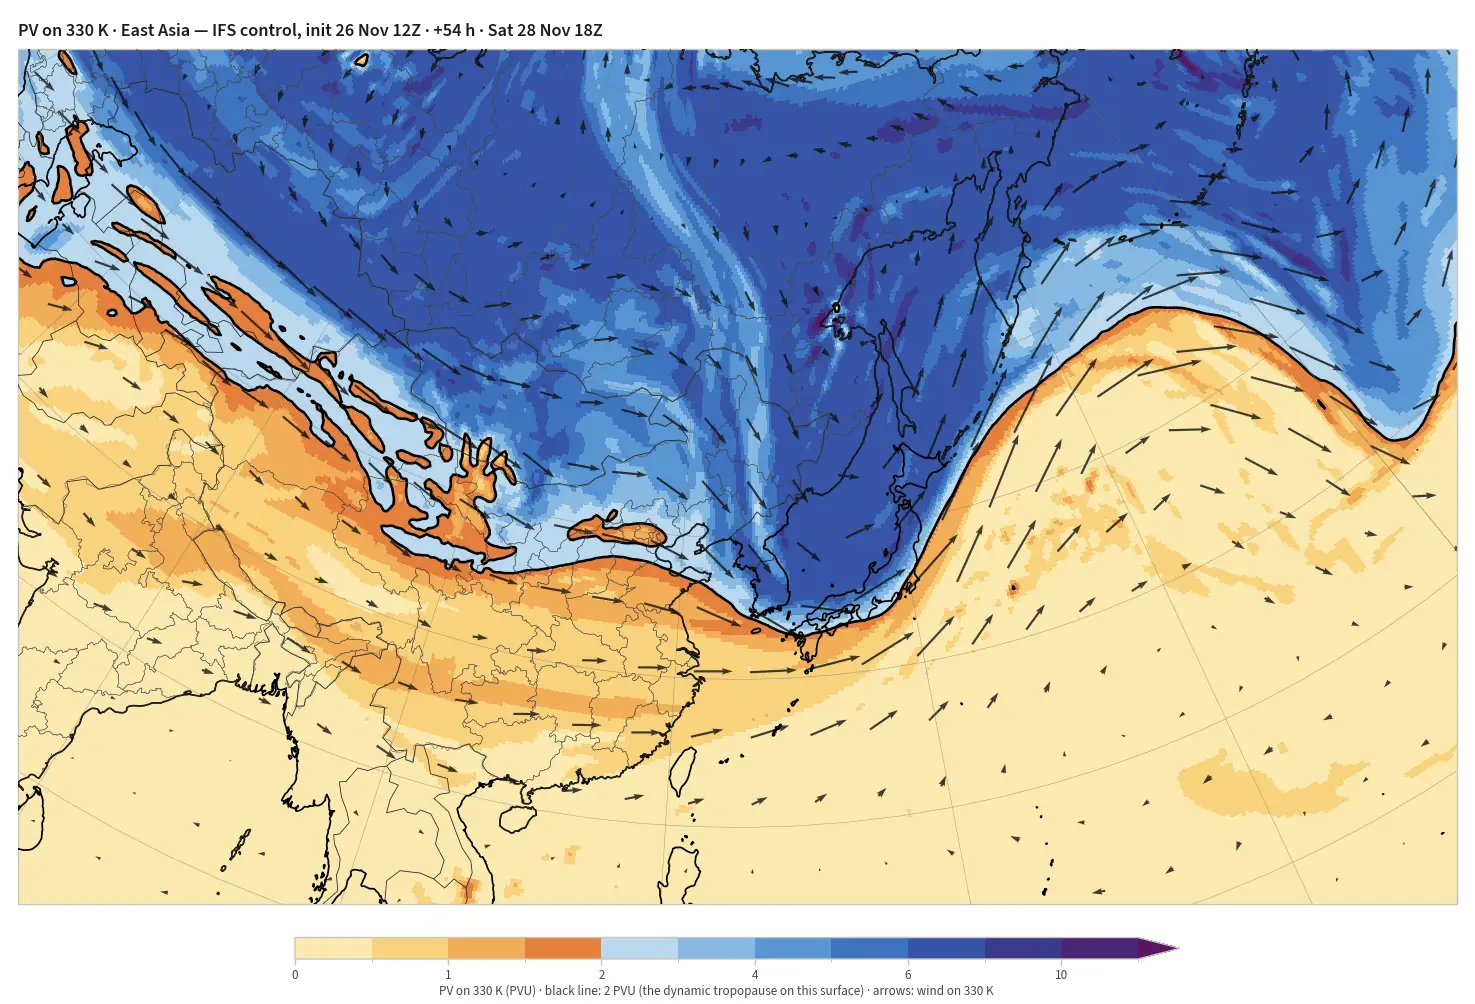 PV on 330 K · East Asia — IFS control, init 26 Nov 12Z · +54 h · Sat 28 Nov 18Z
0 1 2 4 6 10
PV on 330 K (PVU) · black line: 2 PVU (the dynamic tropopause on this surface) · arrows: wind on 330 K